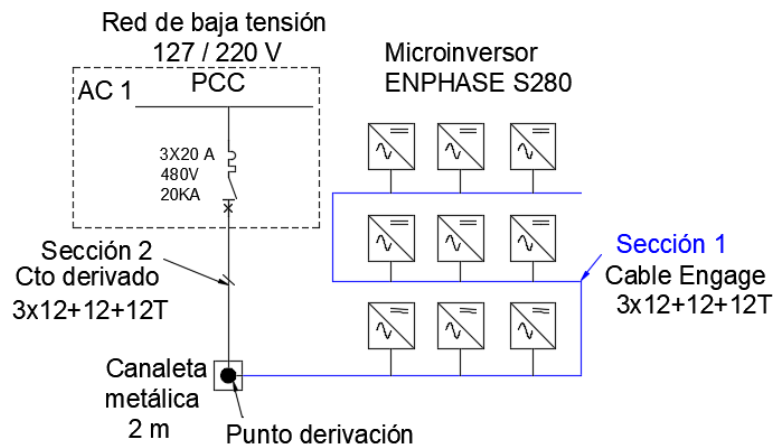 Red de baja tensión
127 / 220 V
PCC
AC 1
3X20 A
480V
20KA
Microinversor
ENPHASE S280
Sección 2
Cto derivado
3x12+12+12T
Sección 1
Cable Engage
3x12+12+12T
Canaleta
metálica
2 m
Punto derivación